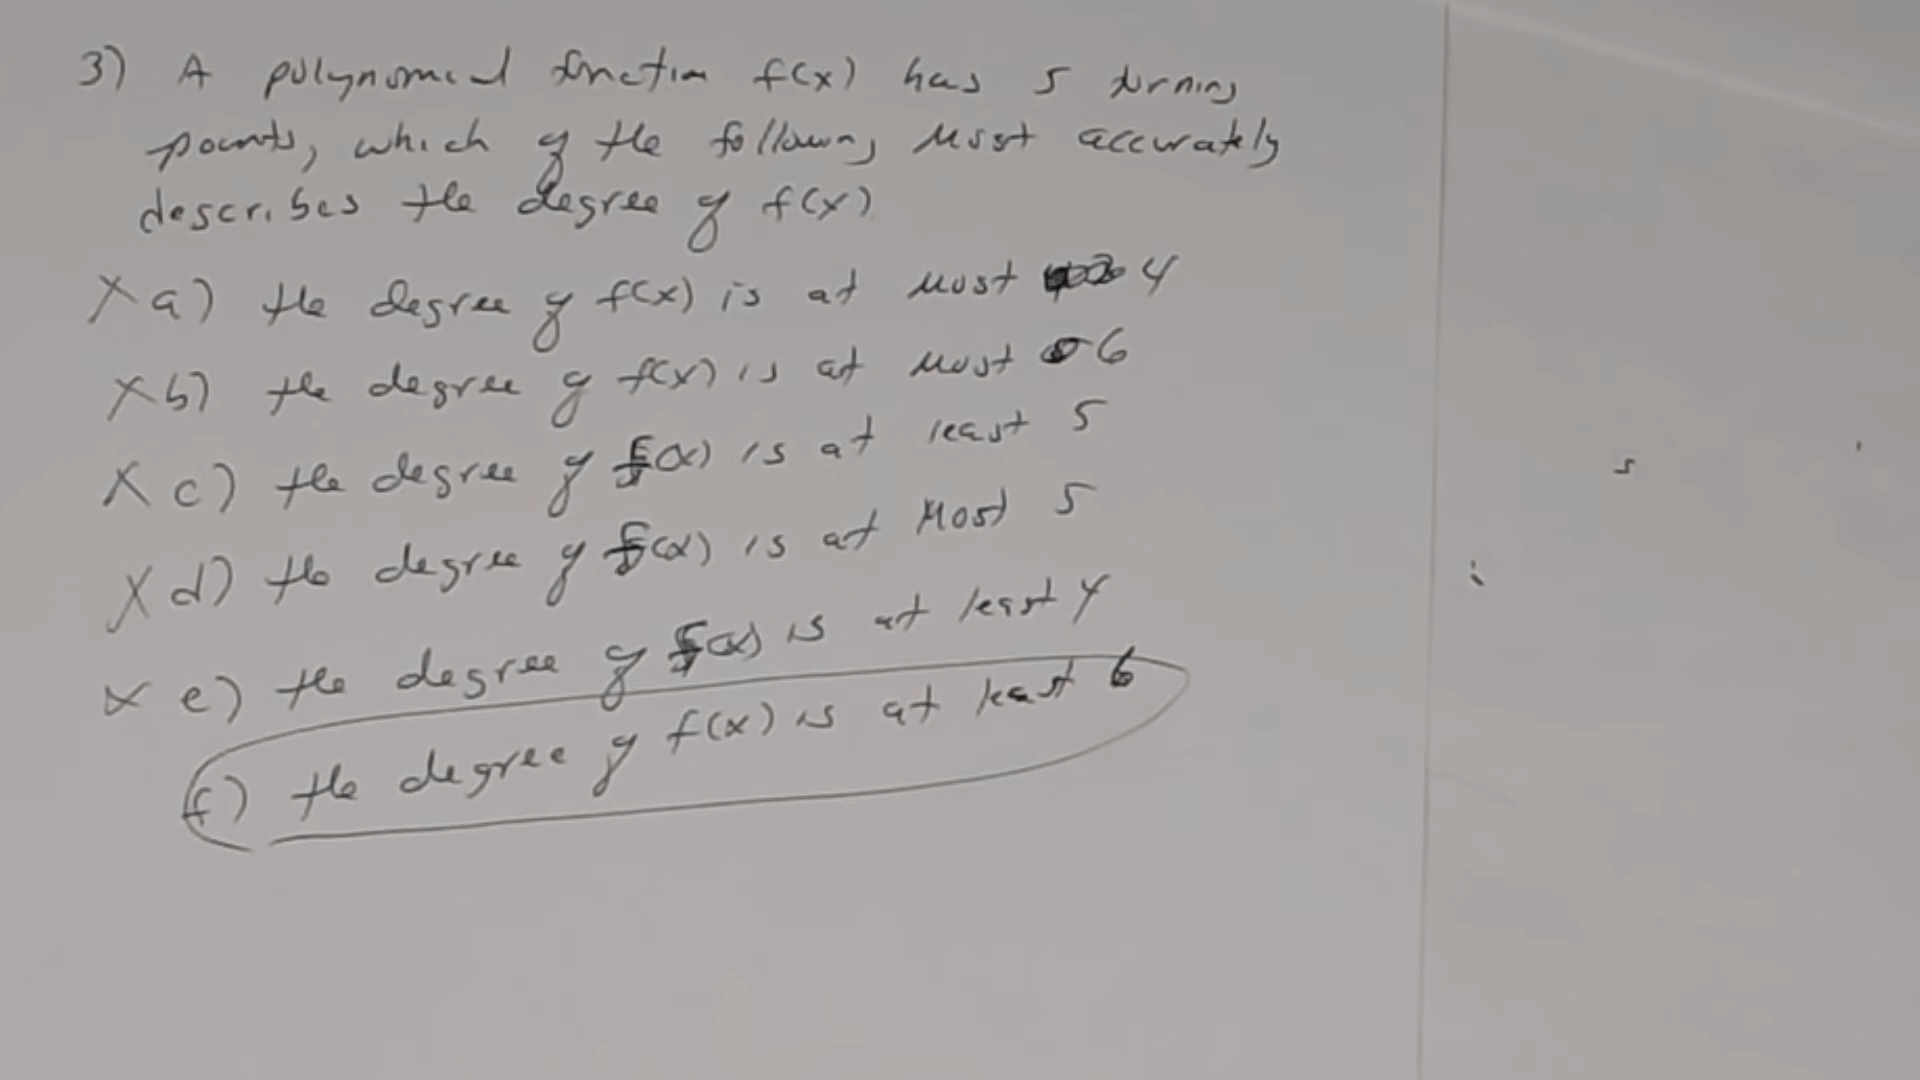 3) A polynomial function f(x) has 5 turning
points, which of the following most accurately
describes the degree of f(x)
X a) the degree of f(x) is at most 4
X b) the degree of f(x) is at most 6
X c) the degree of f(x) is at least 5
X d) the degree of f(x) is at Most 5
X e) the degree of f(x) is at least 4
f) the degree of f(x) is at least 6